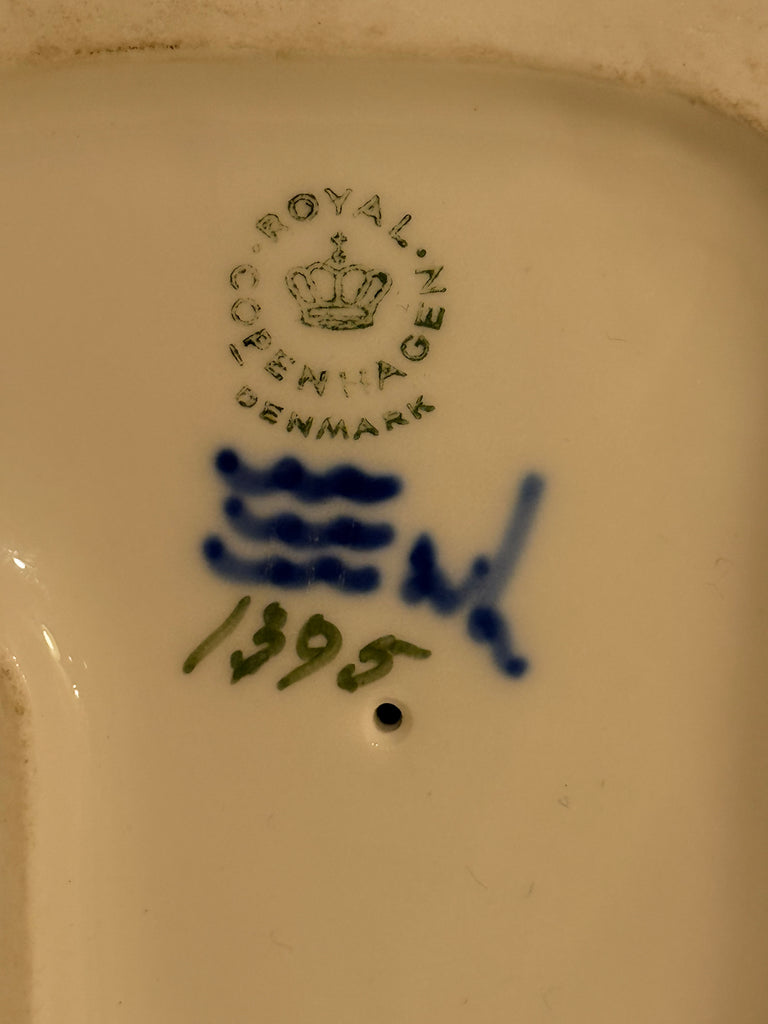 ROYAL
COPENHAGEN
DENMARK
1395